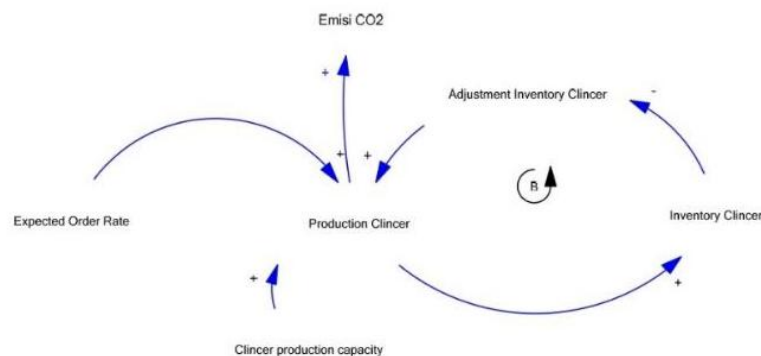 Emisi CO2
+
Adjustment Inventory Clincer
-
+
+
B
Expected Order Rate
Production Clincer
Inventory Clincer
+
+
Clincer production capacity